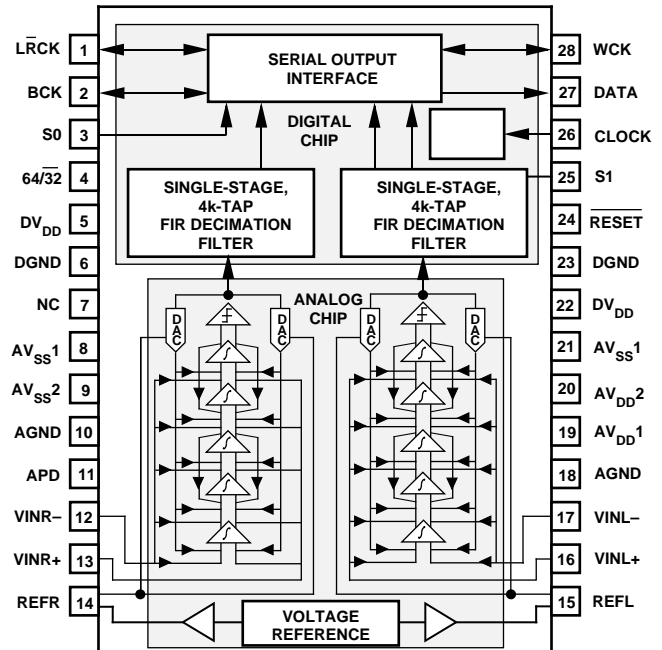 L̅RCK 1
BCK 2
S0 3
64/3̅2̅ 4
DVDD 5
DGND 6
NC 7
AVSS1 8
AVSS2 9
AGND 10
APD 11
VINR– 12
VINR+ 13
REFR 14
SERIAL OUTPUT
INTERFACE
DIGITAL
CHIP
SINGLE-STAGE,
4k-TAP
FIR DECIMATION
FILTER
SINGLE-STAGE,
4k-TAP
FIR DECIMATION
FILTER
ANALOG
CHIP
DAC
DAC
DAC
DAC
∫
∫
∫
∫
∫
∫
∫
∫
∫
∫
VOLTAGE
REFERENCE
28 WCK
27 DATA
26 CLOCK
25 S1
24 R̅E̅S̅E̅T̅
23 DGND
22 DVDD
21 AVSS1
20 AVDD2
19 AVDD1
18 AGND
17 VINL–
16 VINL+
15 REFL